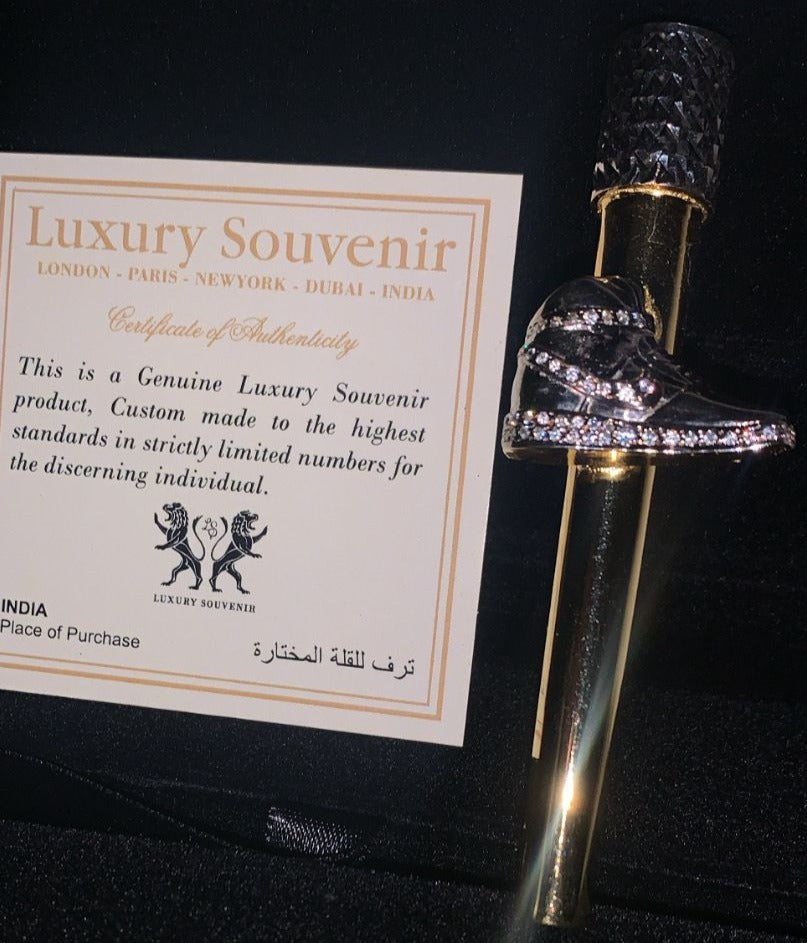 Luxury Souvenir
LONDON - PARIS - NEWYORK - DUBAI - INDIA
Certificate of Authenticity
This is a Genuine Luxury Souvenir
product, Custom made to the highest
standards in strictly limited numbers for
the discerning individual.
LS
LUXURY SOUVENIR
INDIA
Place of Purchase
ترف للقلة المختارة